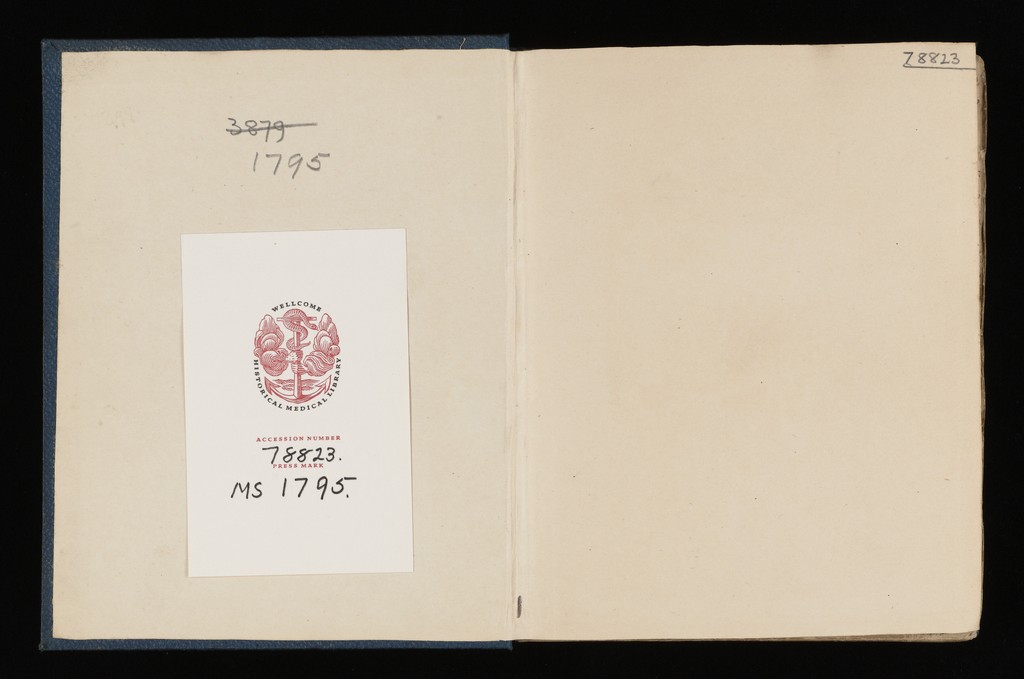 3879
1795
WELLCOME
HISTORICAL MEDICAL LIBRARY
ACCESSION NUMBER
78823.
PRESS MARK
MS 1795.
78823